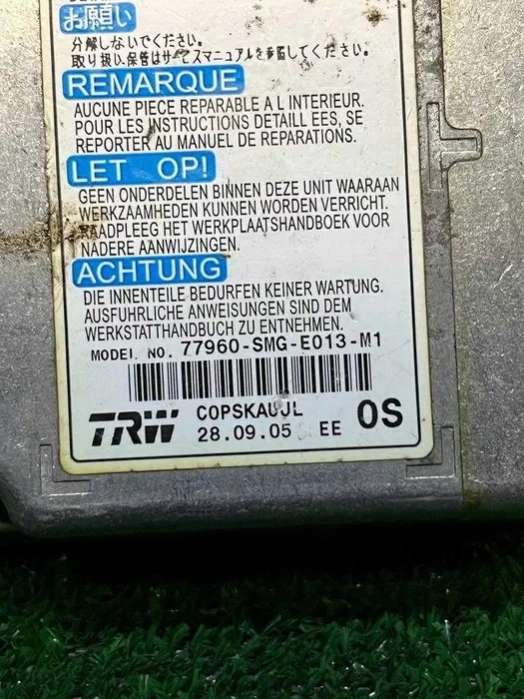 お願い
分解しないでください。
取り扱い、保管はサービスマニュアルを参照してください。
REMARQUE
AUCUNE PIECE REPARABLE A L INTERIEUR.
POUR LES INSTRUCTIONS DETAILL EES, SE
REPORTER AU MANUEL DE REPARATIONS.
LET OP!
GEEN ONDERDELEN BINNEN DEZE UNIT WAARAAN
WERKZAAMHEDEN KUNNEN WORDEN VERRICHT.
RAADPLEEG HET WERKPLAATSHANDBOEK VOOR
NADERE AANWIJZINGEN.
ACHTUNG
DIE INNENTEILE BEDURFEN KEINER WARTUNG.
AUSFUHRLICHE ANWEISUNGEN SIND DEM
WERKSTATTHANDBUCH ZU ENTNEHMEN.
MODEL NO. 77960-SMG-E013-M1
TRW COPSKAUJL OS
28.09.05 EE